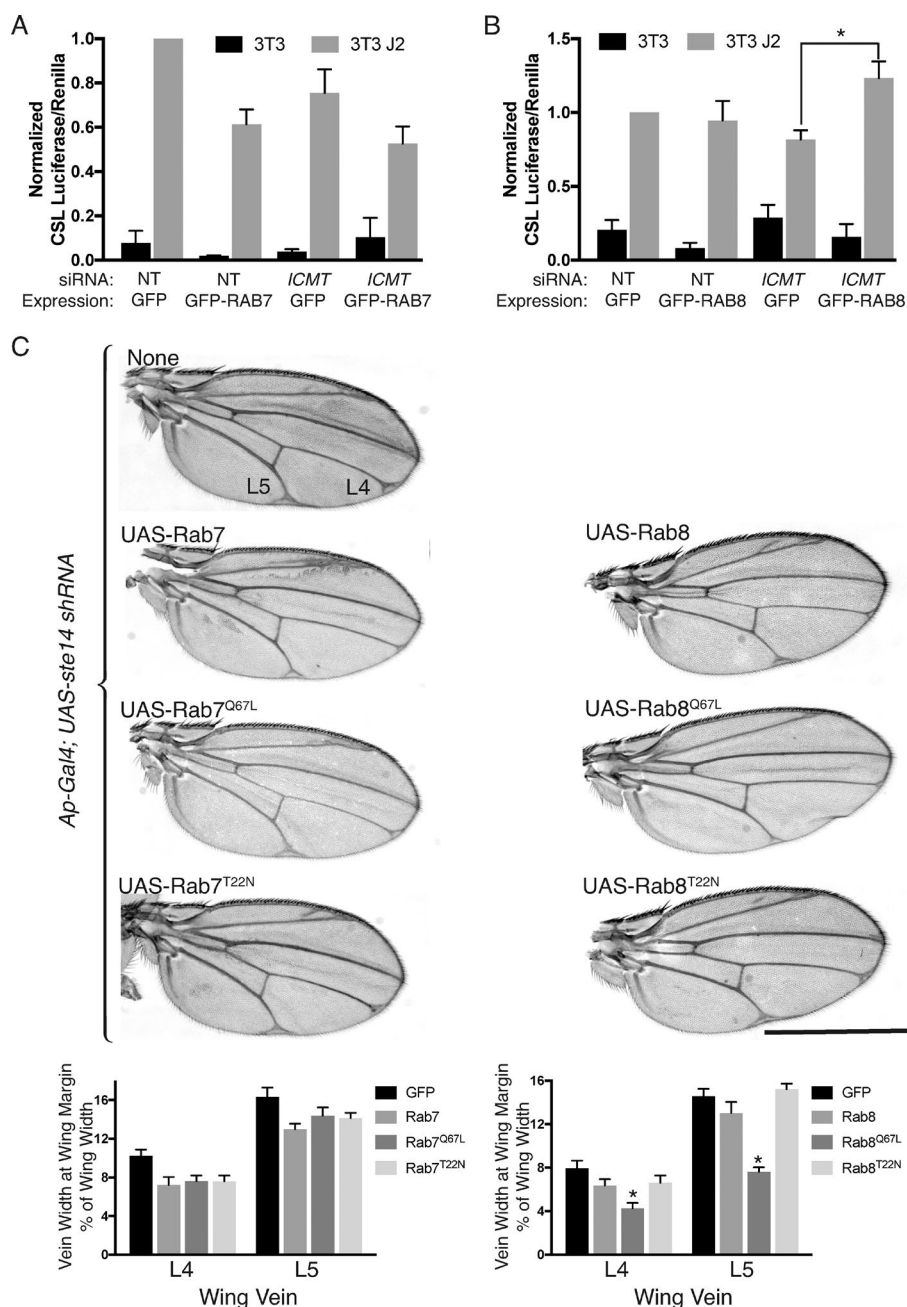 A
3T3
3T3 J2
Normalized
CSL Luciferase/Renilla
1.0
0.8
0.6
0.4
0.2
0.0
siRNA: NT NT ICMT ICMT
Expression: GFP GFP-RAB7 GFP GFP-RAB7
B
3T3
3T3 J2
*
Normalized
CSL Luciferase/Renilla
1.5
1.0
0.5
0.0
siRNA: NT NT ICMT ICMT
Expression: GFP GFP-RAB8 GFP GFP-RAB8
C
Ap-Gal4; UAS-ste14 shRNA
None
L5 L4
UAS-Rab7
UAS-Rab8
UAS-Rab7Q67L
UAS-Rab8Q67L
UAS-Rab7T22N
UAS-Rab8T22N
Vein Width at Wing Margin
% of Wing Width
16
12
8
4
0
GFP
Rab7
Rab7Q67L
Rab7T22N
L4 L5
Wing Vein
Vein Width at Wing Margin
% of Wing Width
16
12
8
4
0
GFP
Rab8
Rab8Q67L
Rab8T22N
*
*
L4 L5
Wing Vein